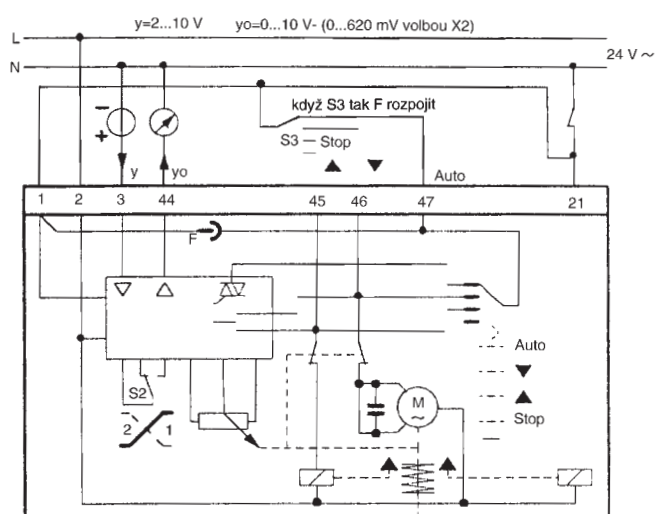 y=2...10 V yo=0...10 V- (0...620 mV volbou X2)
L
N
24 V ~
když S3 tak F rozpojit
S3 Stop
- +
y yo
▲ ▼
Auto
1 2 3 44 45 46 47 21
F
S2
2 1
M ~
Auto
▼
▲
Stop